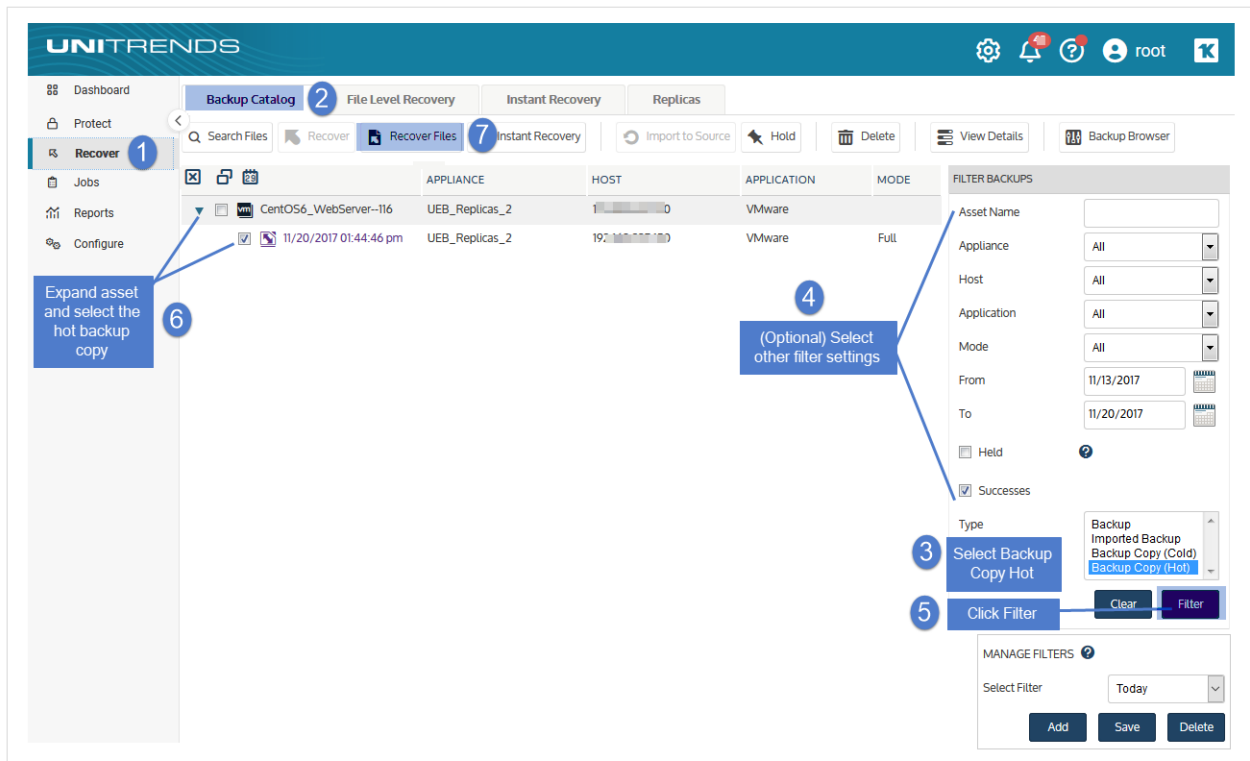 UNITRENDS
40
root
Dashboard
Protect
Recover
1
Jobs
Reports
Configure
Backup Catalog
2
File Level Recovery
Instant Recovery
Replicas
Search Files
Recover
Recover Files
7
Instant Recovery
Import to Source
Hold
Delete
View Details
Backup Browser
APPLIANCE
HOST
APPLICATION
MODE
CentOS6_WebServer--116
UEB_Replicas_2
VMware
11/20/2017 01:44:46 pm
UEB_Replicas_2
VMware
Full
Expand asset
and select the
hot backup
copy
6
4
(Optional) Select
other filter settings
FILTER BACKUPS
Asset Name
Appliance
All
Host
All
Application
All
Mode
All
From
11/13/2017
To
11/20/2017
Held
Successes
Type
Backup
Imported Backup
Backup Copy (Cold)
Backup Copy (Hot)
3
Select Backup
Copy Hot
5
Click Filter
Clear
Filter
MANAGE FILTERS
Select Filter
Today
Add
Save
Delete